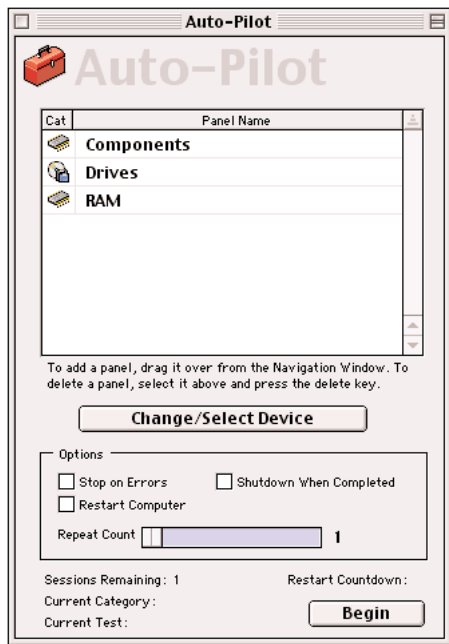 Auto-Pilot
Auto-Pilot
Cat Panel Name
Components
Drives
RAM
To add a panel, drag it over from the Navigation Window. To
delete a panel, select it above and press the delete key.
Change/Select Device
Options
Stop on Errors Shutdown When Completed
Restart Computer
Repeat Count 1
Sessions Remaining: 1 Restart Countdown:
Current Category:
Current Test:
Begin